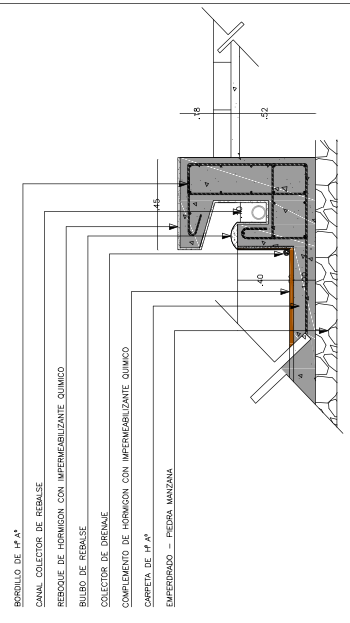 BORDILLO DE Hº Aº
CANAL COLECTOR DE REBALSE
REBOQUE DE HORMIGON CON IMPERMEABILIZANTE QUIMICO
BULBO DE REBALSE
COLECTOR DE DRENAJE
COMPLEMENTO DE HORMIGON CON IMPERMEABILIZANTE QUIMICO
CARPETA DE Hº Aº
EMPERDRADO - PIEDRA MANZANA
.45
.18
.52
.40